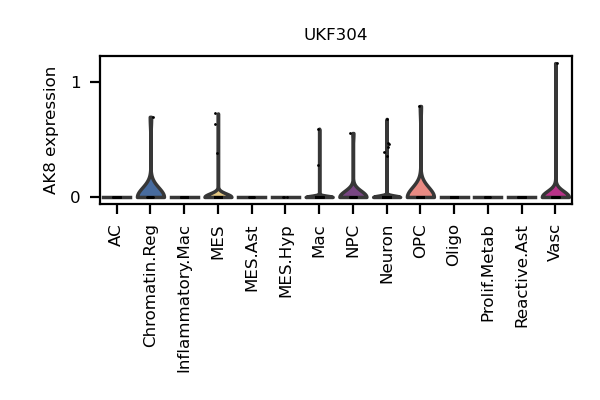 UKF304
AK8 expression
1
0
AC
Chromatin.Reg
Inflammatory.Mac
MES
MES.Ast
MES.Hyp
Mac
NPC
Neuron
OPC
Oligo
Prolif.Metab
Reactive.Ast
Vasc